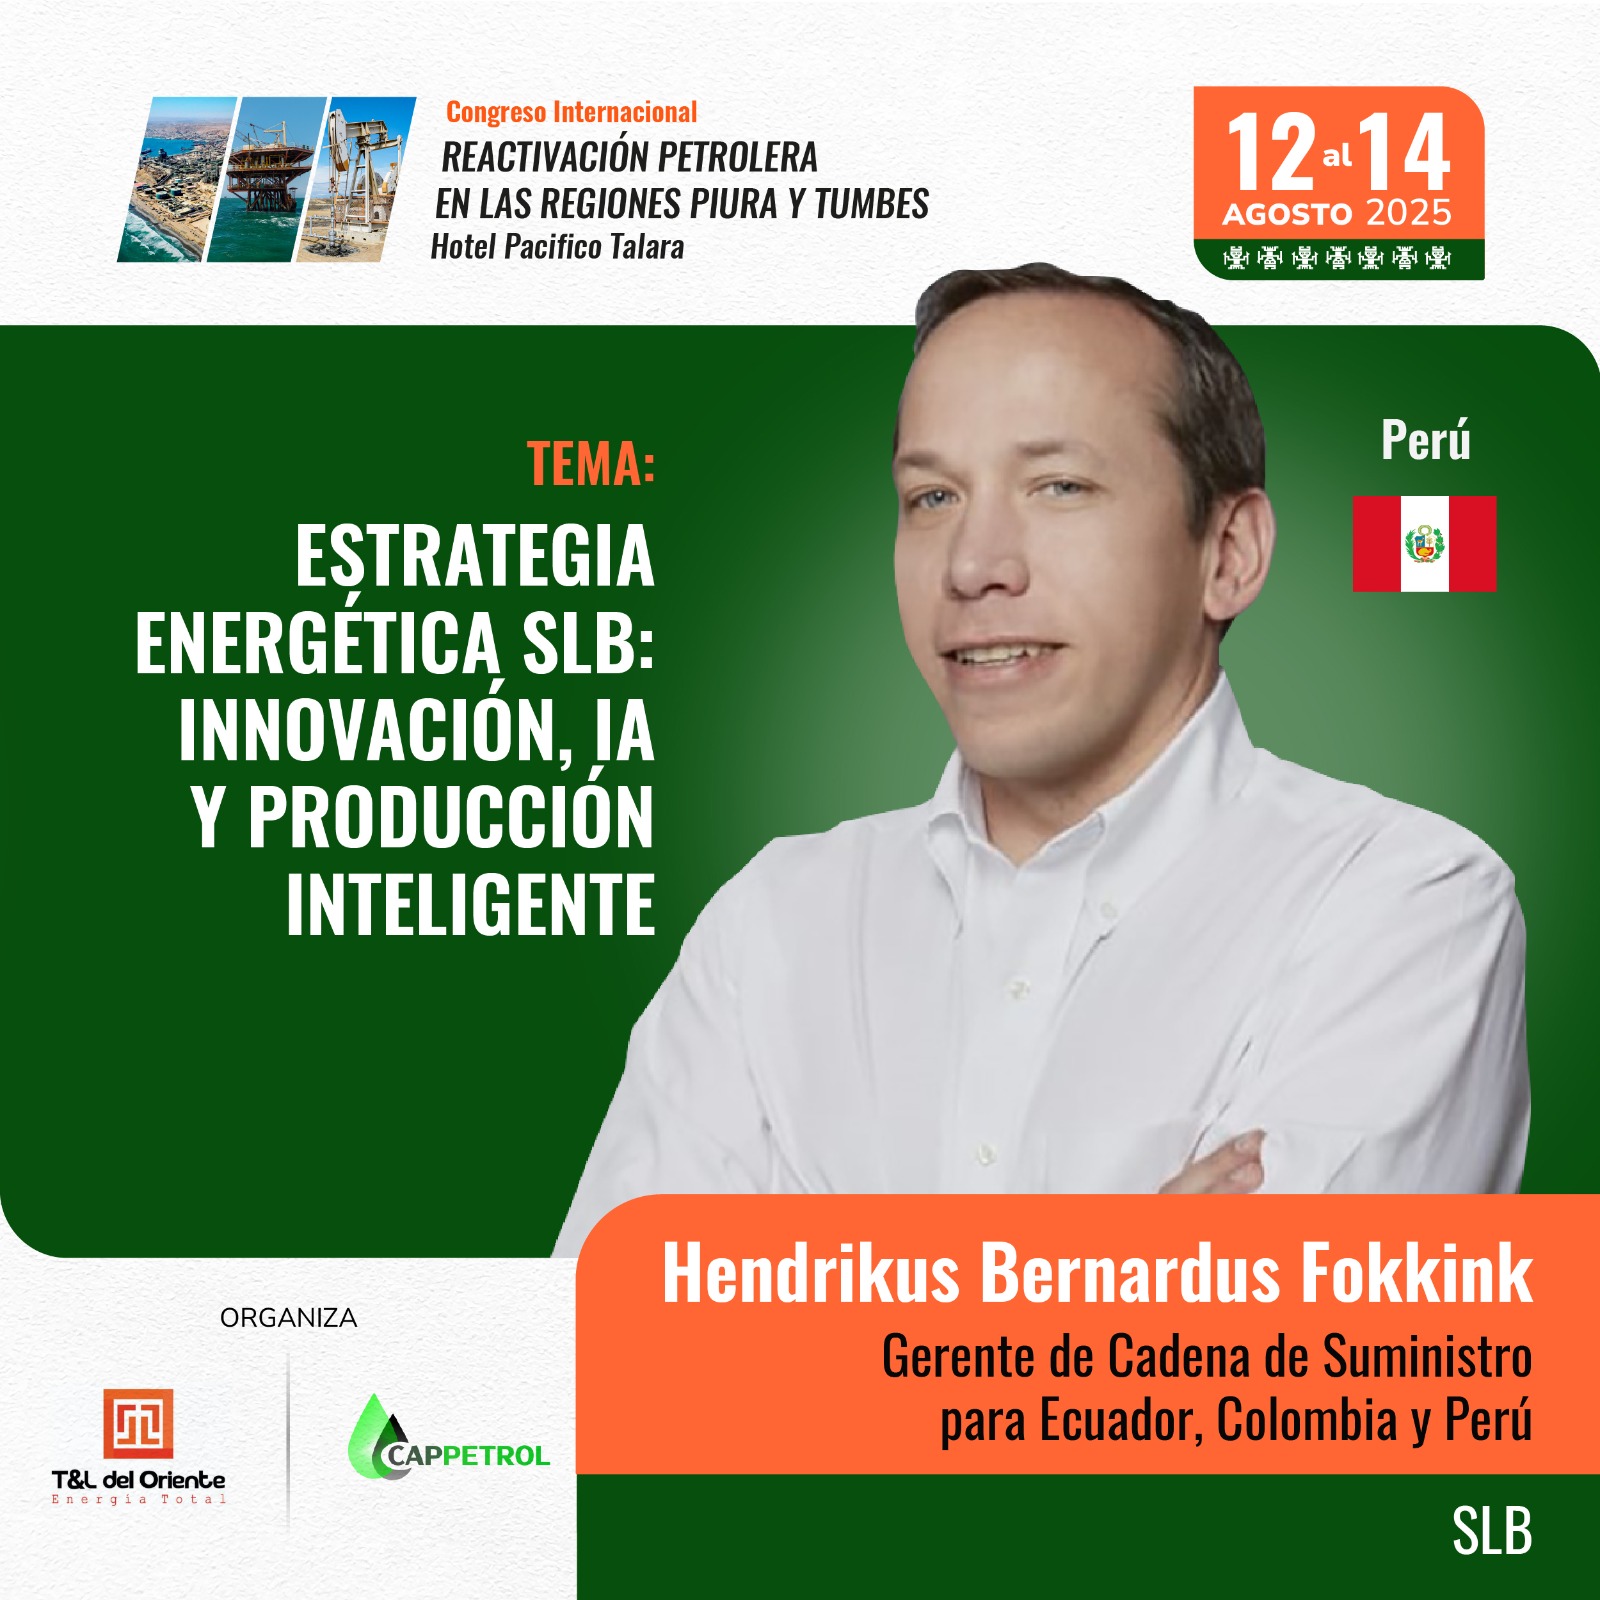 Congreso Internacional
REACTIVACIÓN PETROLERA
EN LAS REGIONES PIURA Y TUMBES
Hotel Pacifico Talara
12 al 14
AGOSTO 2025
Perú
TEMA:
ESTRATEGIA
ENERGÉTICA SLB:
INNOVACIÓN, IA
Y PRODUCCIÓN
INTELIGENTE
Hendrikus Bernardus Fokkink
Gerente de Cadena de Suministro
para Ecuador, Colombia y Perú
SLB
ORGANIZA
T&L del Oriente
Energía Total
CAPPETROL